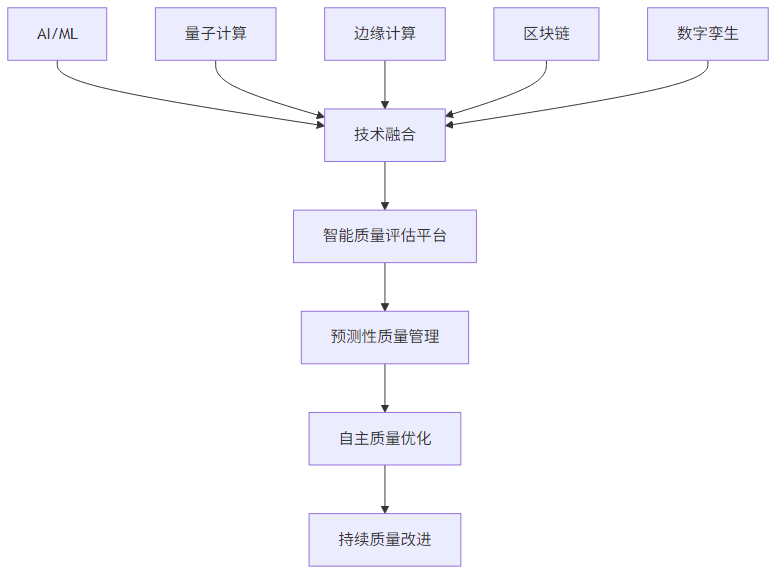 AI/ML
量子计算
边缘计算
区块链
数字孪生
技术融合
智能质量评估平台
预测性质量管理
自主质量优化
持续质量改进